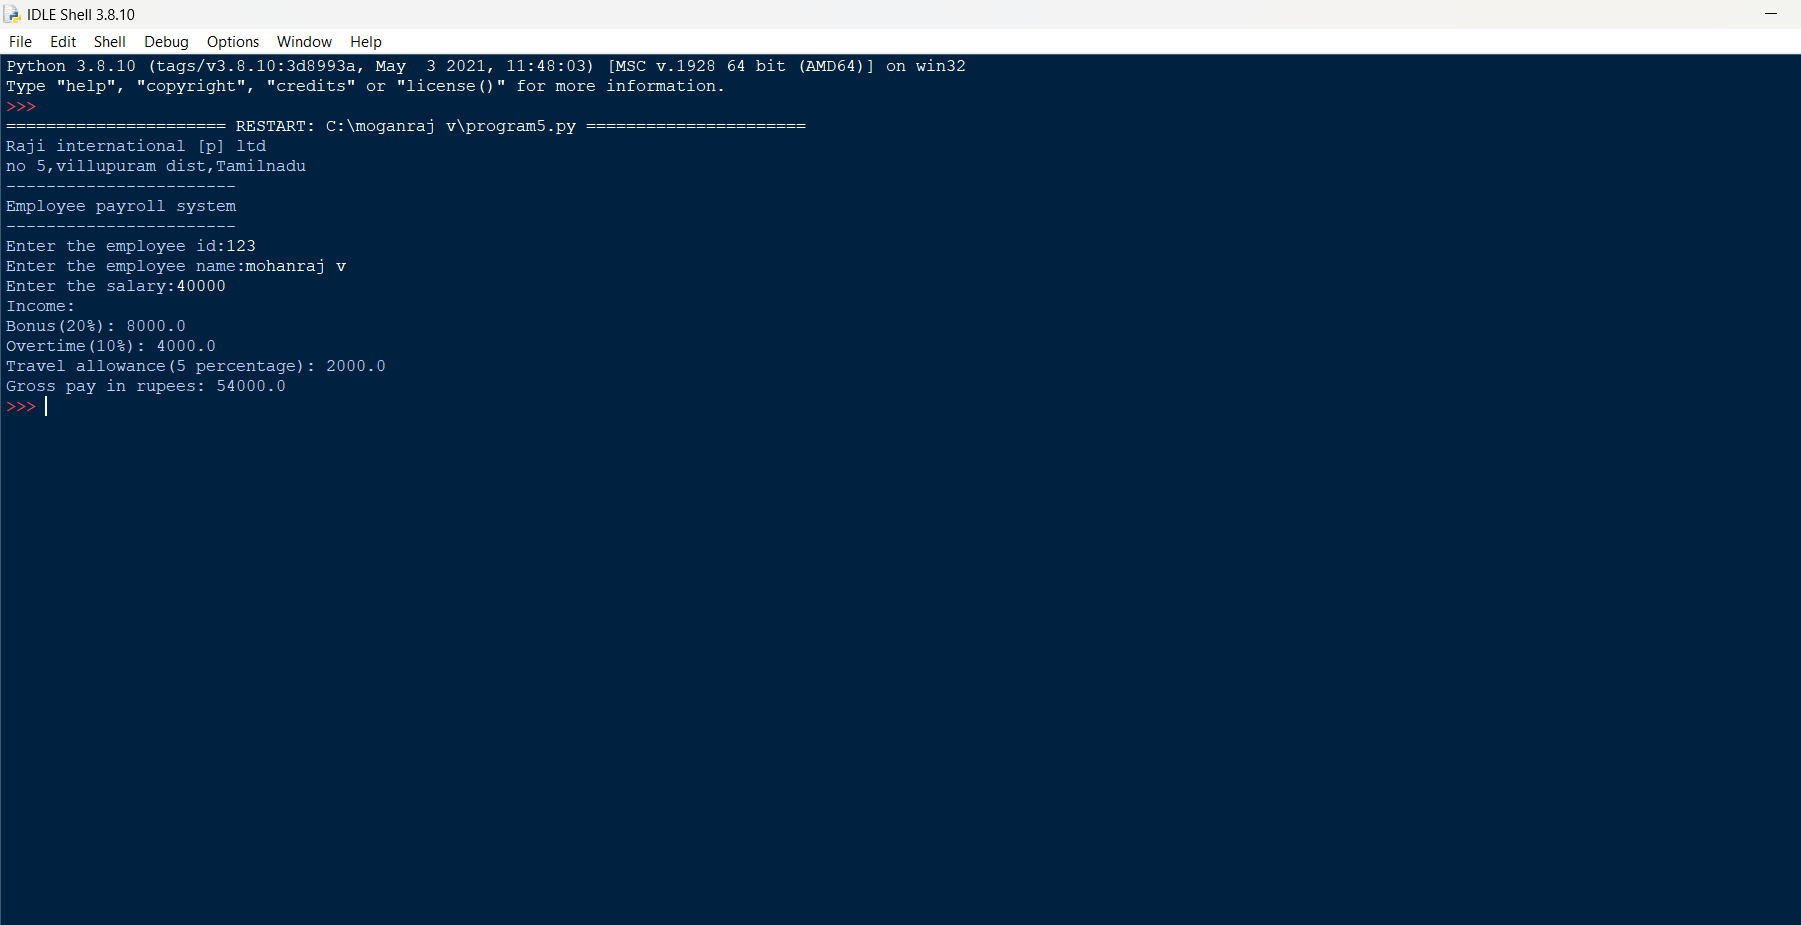 IDLE Shell 3.8.10
File Edit Shell Debug Options Window Help
Python 3.8.10 (tags/v3.8.10:3d8993a, May  3 2021, 11:48:03) [MSC v.1928 64 bit (AMD64)] on win32
Type "help", "copyright", "credits" or "license()" for more information.
>>>
====================== RESTART: C:\moganraj v\program5.py ======================
Raji international [p] ltd
no 5,villupuram dist,Tamilnadu
-----------------------
Employee payroll system
-----------------------
Enter the employee id:123
Enter the employee name:mohanraj v
Enter the salary:40000
Income:
Bonus(20%): 8000.0
Overtime(10%): 4000.0
Travel allowance(5 percentage): 2000.0
Gross pay in rupees: 54000.0
>>>